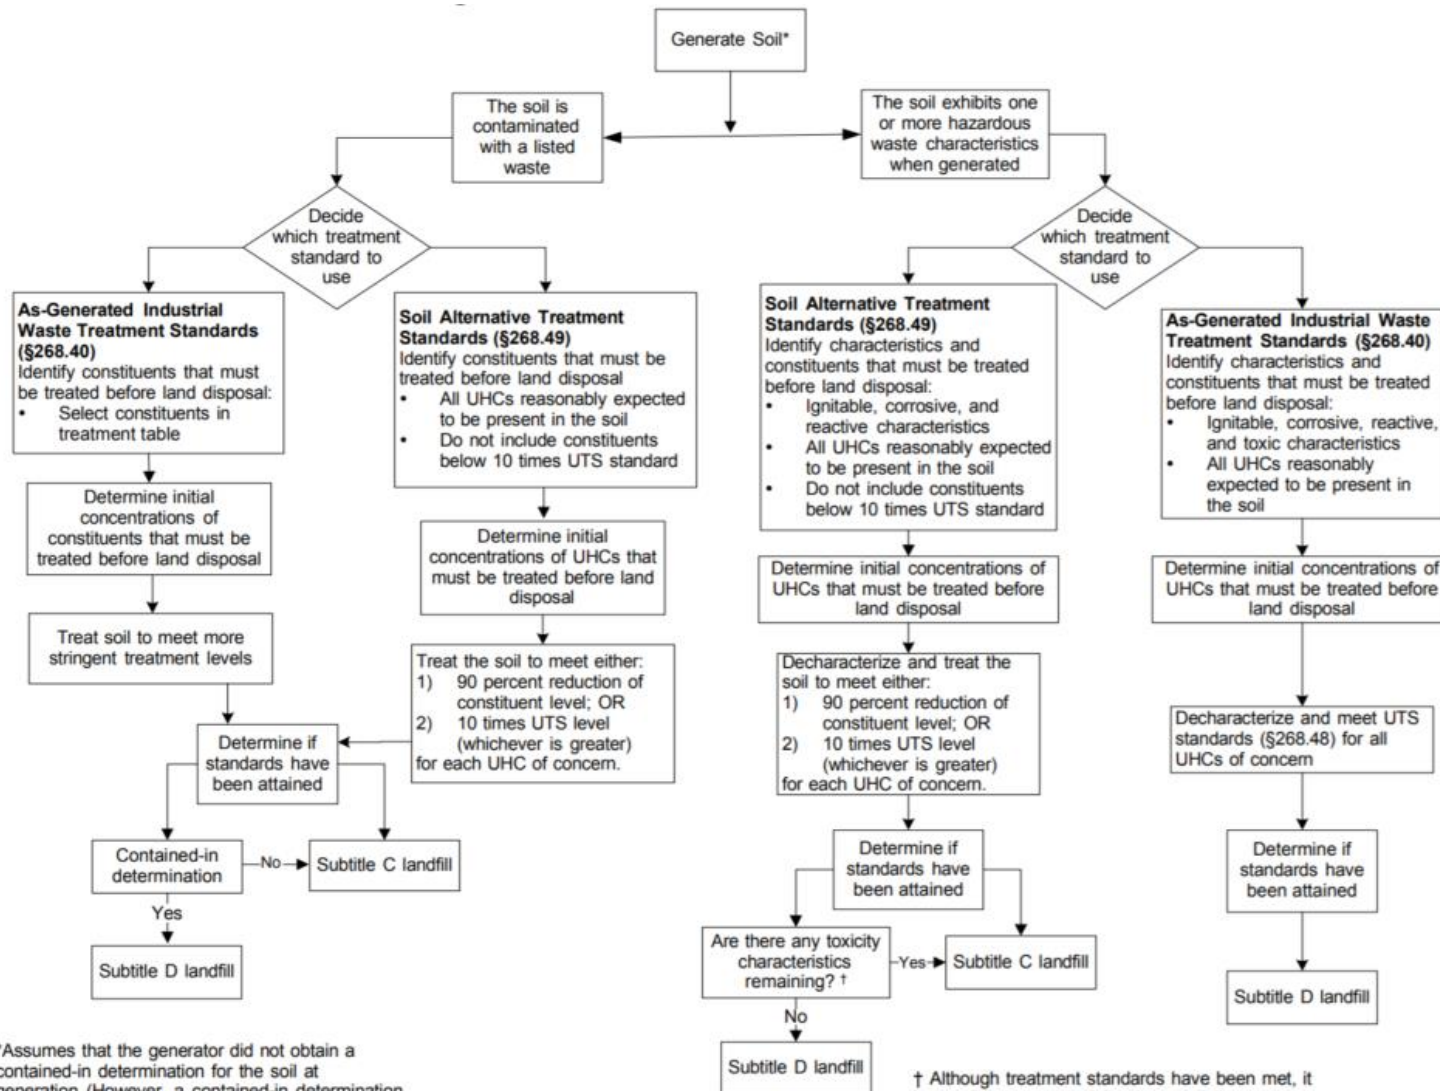 Generate Soil*
The soil is
contaminated
with a listed
waste
The soil exhibits one
or more hazardous
waste characteristics
when generated
Decide
which treatment
standard to
use
Decide
which treatment
standard to
use
As-Generated Industrial
Waste Treatment Standards
(§268.40)
Identify constituents that must
be treated before land disposal:
• Select constituents in
treatment table
Soil Alternative Treatment
Standards (§268.49)
Identify constituents that must be
treated before land disposal
• All UHCs reasonably expected
to be present in the soil
• Do not include constituents
below 10 times UTS standard
Soil Alternative Treatment
Standards (§268.49)
Identify characteristics and
constituents that must be treated
before land disposal:
• Ignitable, corrosive, and
reactive characteristics
• All UHCs reasonably expected
to be present in the soil
• Do not include constituents
below 10 times UTS standard
As-Generated Industrial Waste
Treatment Standards (§268.40)
Identify characteristics and
constituents that must be treated
before land disposal:
• Ignitable, corrosive, reactive,
and toxic characteristics
• All UHCs reasonably
expected to be present in
the soil
Determine initial
concentrations of
constituents that must be
treated before land disposal
Determine initial
concentrations of UHCs that
must be treated before land
disposal
Determine initial concentrations of
UHCs that must be treated before
land disposal
Determine initial concentrations of
UHCs that must be treated before
land disposal
Treat soil to meet more
stringent treatment levels
Treat the soil to meet either:
1) 90 percent reduction of
constituent level; OR
2) 10 times UTS level
(whichever is greater)
for each UHC of concern.
Decharacterize and treat the
soil to meet either:
1) 90 percent reduction of
constituent level; OR
2) 10 times UTS level
(whichever is greater)
for each UHC of concern.
Decharacterize and meet UTS
standards (§268.48) for all
UHCs of concern
Determine if
standards have
been attained
Determine if
standards have
been attained
Determine if
standards have
been attained
Contained-in
determination
No
Subtitle C landfill
Yes
Subtitle D landfill
Are there any toxicity
characteristics
remaining? †
Yes
Subtitle C landfill
No
Subtitle D landfill
Subtitle D landfill
*Assumes that the generator did not obtain a
contained-in determination for the soil at
generation (However, a contained-in determination
† Although treatment standards have been met, it